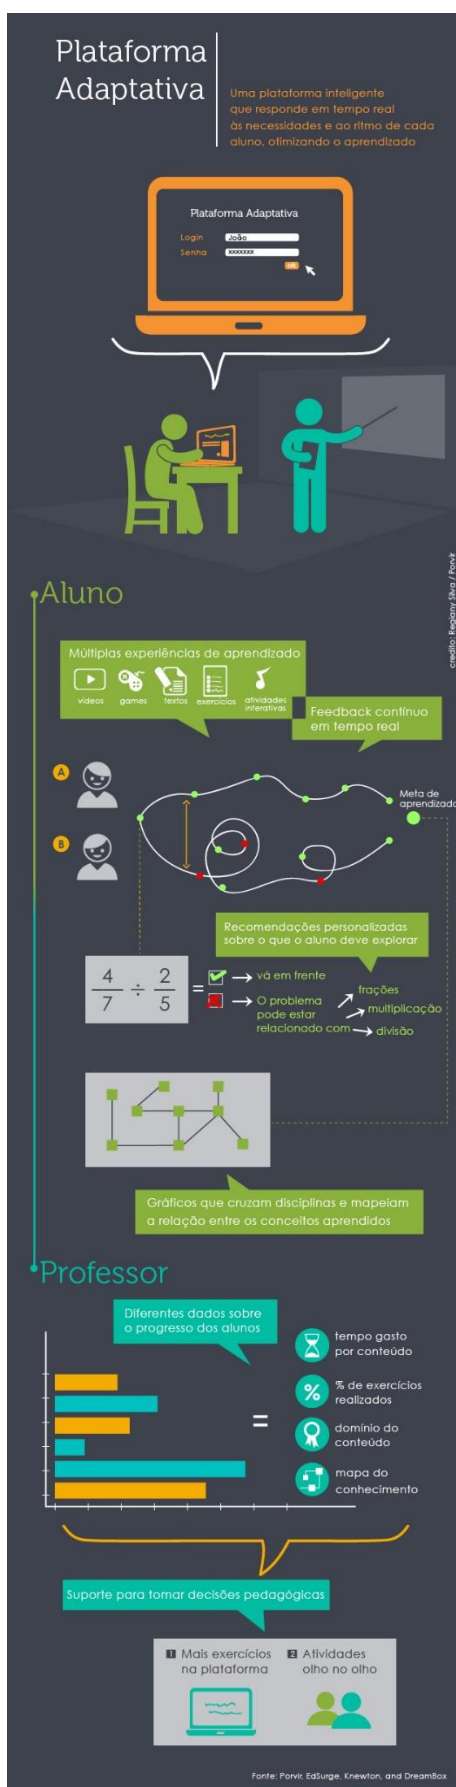 Plataforma
Adaptativa
Uma plataforma inteligente
que responde em tempo real
às necessidades e ao ritmo de cada
aluno, otimizando o aprendizado
Plataforma Adaptativa
Login João
Senha xxxxxxx
ok
credito: Regiany Silva / Porvir
Aluno
Múltiplas experiências de aprendizado
vídeos games textos exercícios atividades
interativas
Feedback contínuo
em tempo real
A
Meta de
aprendizado
B
Recomendações personalizadas
sobre o que o aluno deve explorar
4/7 ÷ 2/5 =
vá em frente
O problema
pode estar
relacionado com
frações
multiplicação
divisão
Gráficos que cruzam disciplinas e mapeiam
a relação entre os conceitos aprendidos
Professor
Diferentes dados sobre
o progresso dos alunos
=
tempo gasto
por conteúdo
%
% de exercícios
realizados
domínio do
conteúdo
mapa do
conhecimento
Suporte para tomar decisões pedagógicas
1 Mais exercícios
na plataforma
2 Atividades
olho no olho
Fonte: Porvir, EdSurge, Knewton, and DreamBox